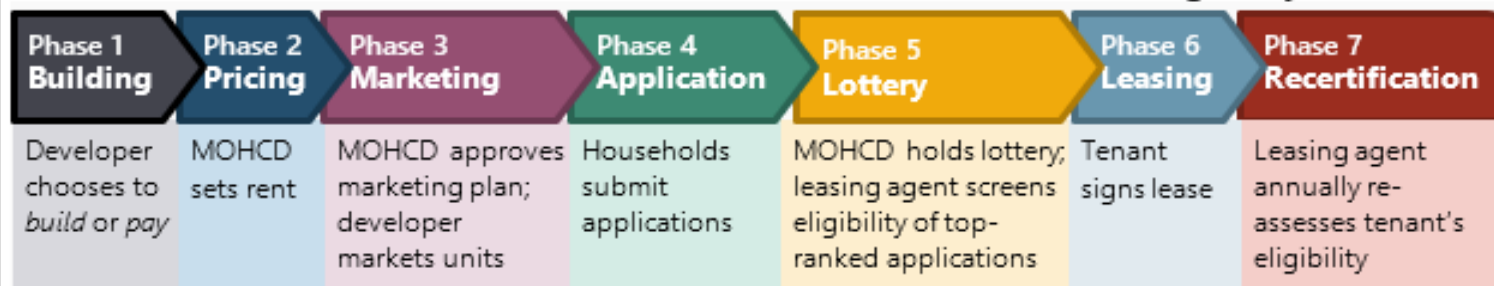 Phase 1
Building
Developer
chooses to
build or pay
Phase 2
Pricing
MOHCD
sets rent
Phase 3
Marketing
MOHCD approves
marketing plan;
developer
markets units
Phase 4
Application
Households
submit
applications
Phase 5
Lottery
MOHCD holds lottery;
leasing agent screens
eligibility of top-
ranked applications
Phase 6
Leasing
Tenant
signs lease
Phase 7
Recertification
Leasing agent
annually re-
assesses tenant's
eligibility